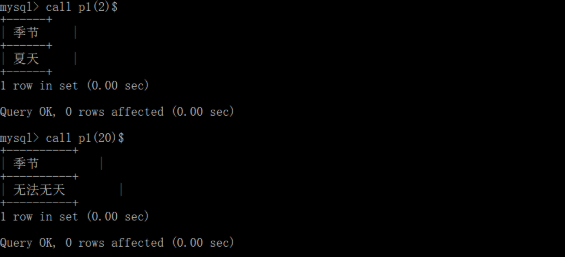 mysql> call p1(2)$
+------+
| 季节 |
+------+
| 夏天 |
+------+
1 row in set (0.00 sec)
Query OK, 0 rows affected (0.00 sec)
mysql> call p1(20)$
+----------+
| 季节 |
+----------+
| 无法无天 |
+----------+
1 row in set (0.00 sec)
Query OK, 0 rows affected (0.00 sec)